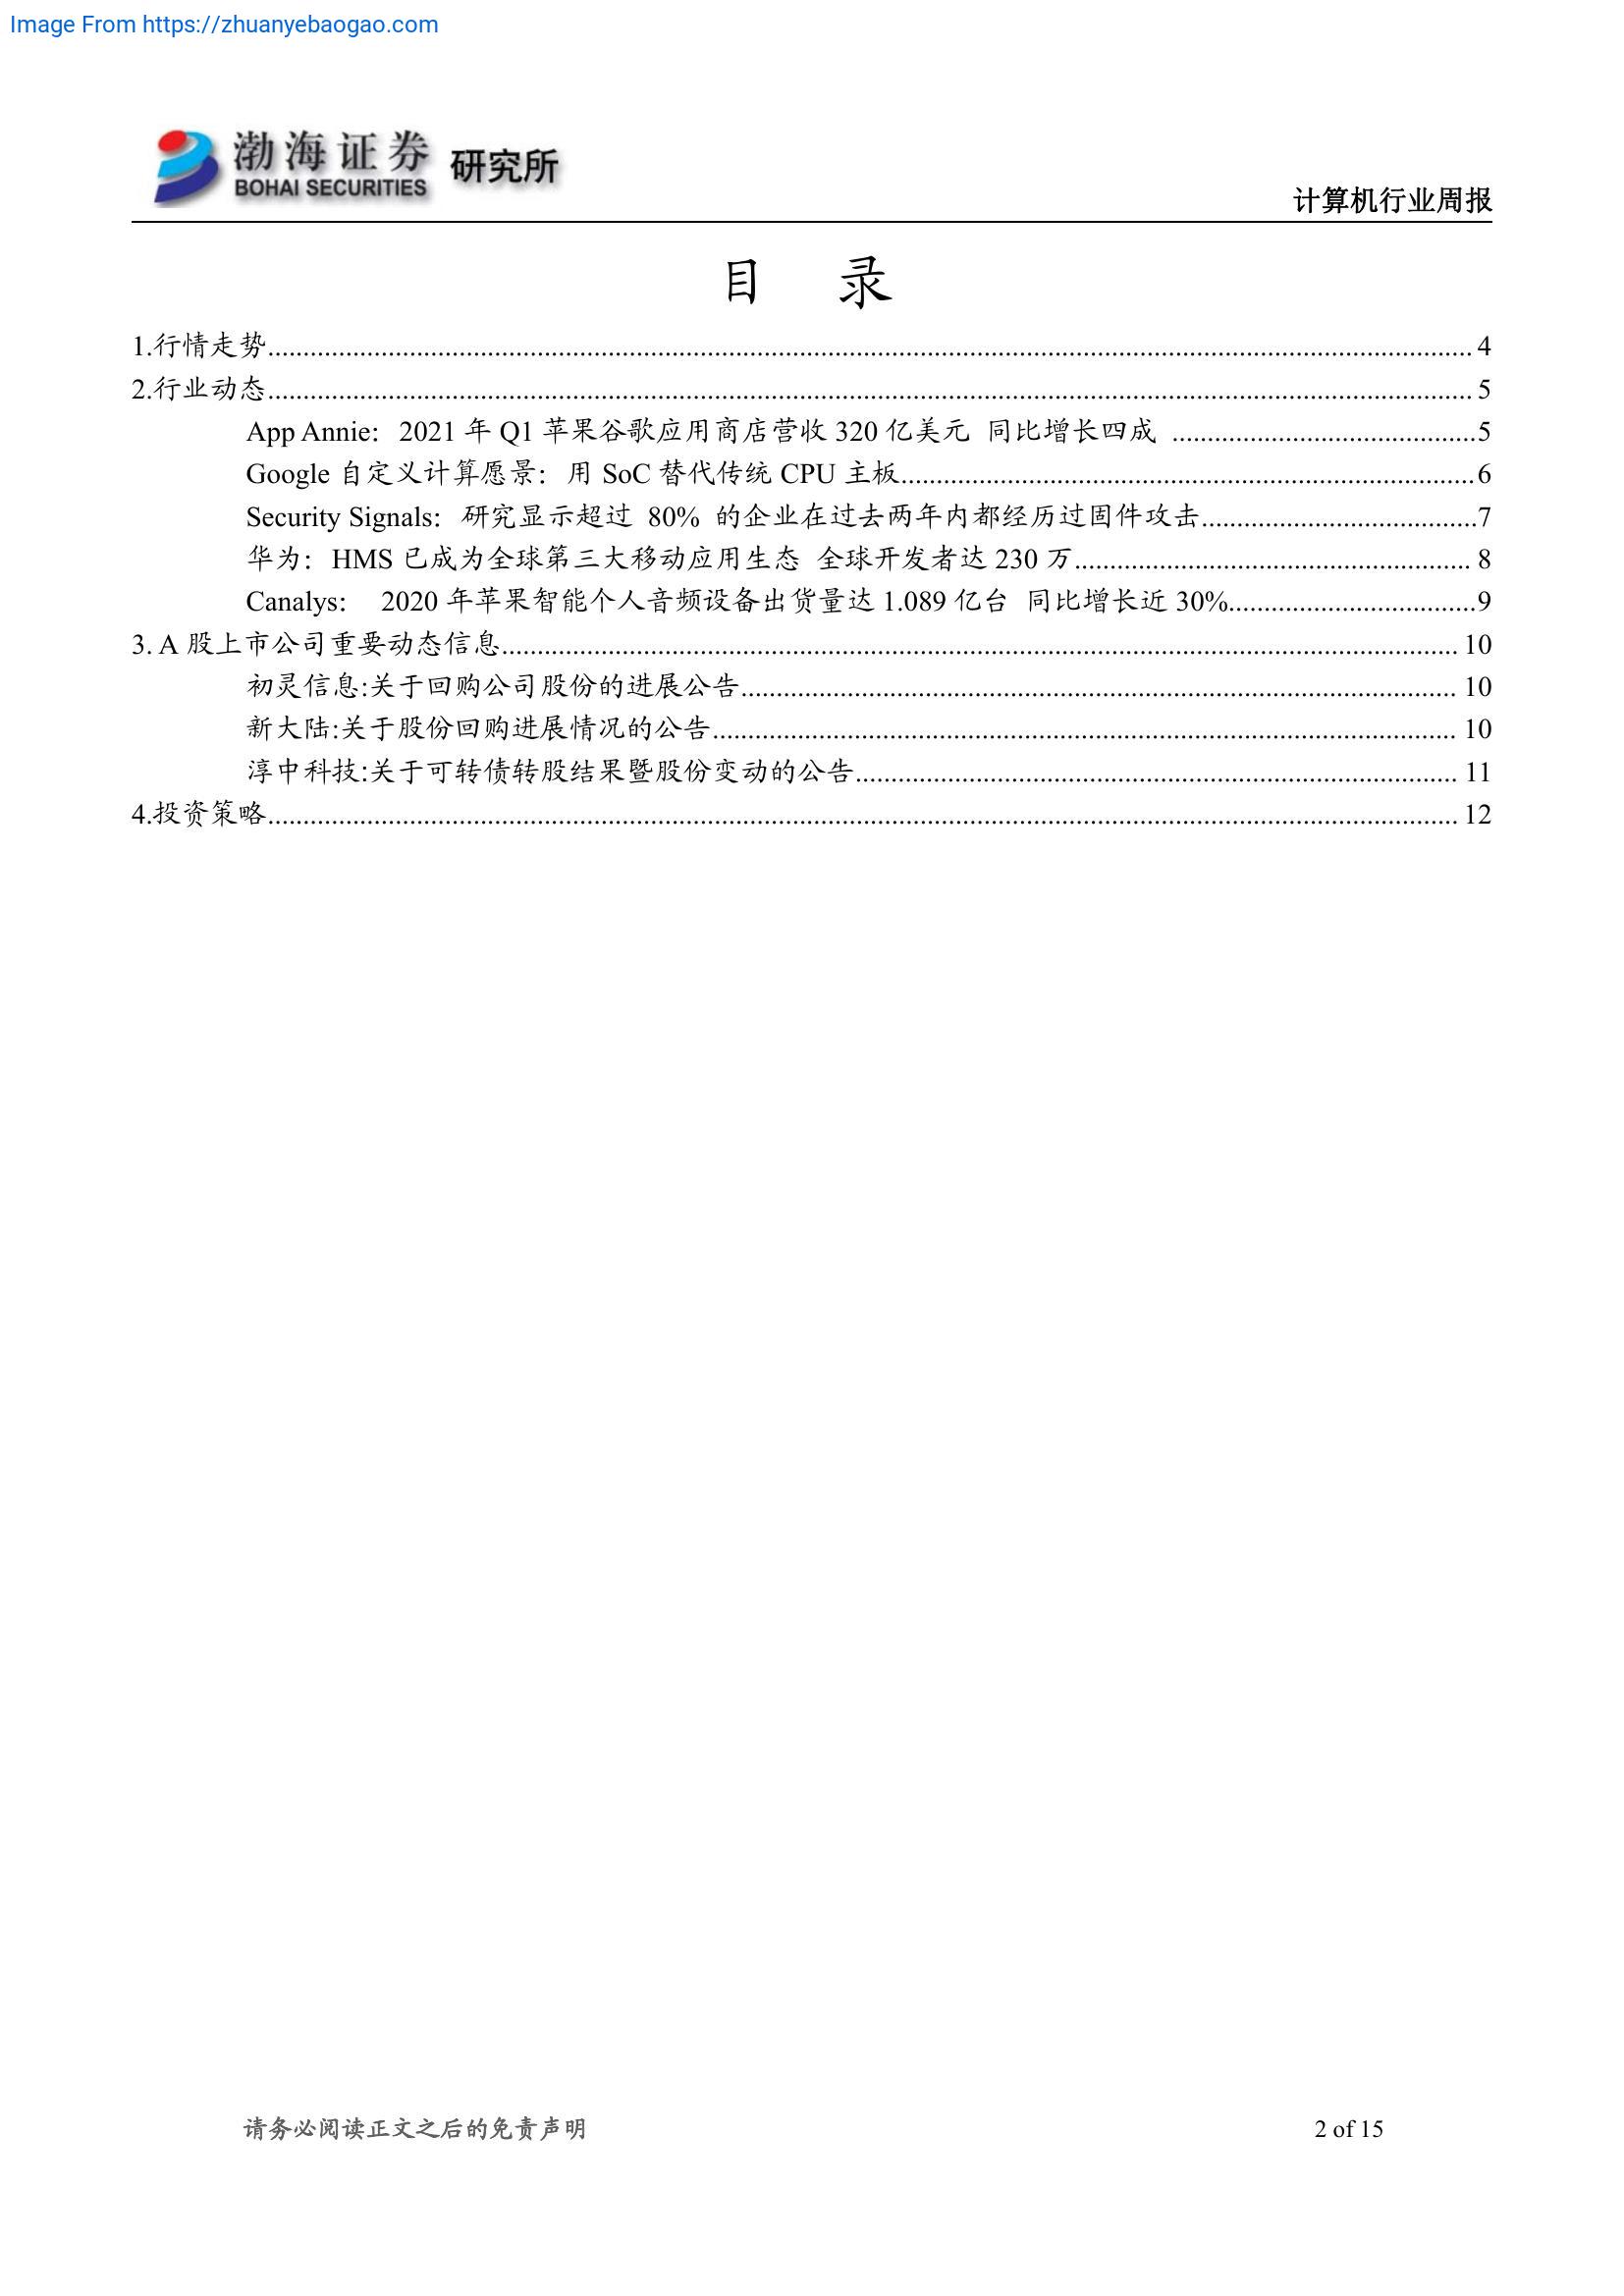 Image From https://zhuanyebaogao.com
渤海证券 研究所
BOHAI SECURITIES
计算机行业周报
目 录
1.行情走势 4
2.行业动态 5
App Annie：2021 年 Q1 苹果谷歌应用商店营收 320 亿美元 同比增长四成 5
Google 自定义计算愿景：用 SoC 替代传统 CPU 主板 6
Security Signals：研究显示超过 80% 的企业在过去两年内都经历过固件攻击 7
华为：HMS 已成为全球第三大移动应用生态 全球开发者达 230 万 8
Canalys： 2020 年苹果智能个人音频设备出货量达 1.089 亿台 同比增长近 30% 9
3. A 股上市公司重要动态信息 10
初灵信息:关于回购公司股份的进展公告 10
新大陆:关于股份回购进展情况的公告 10
淳中科技:关于可转债转股结果暨股份变动的公告 11
4.投资策略 12
请务必阅读正文之后的免责声明 2 of 15